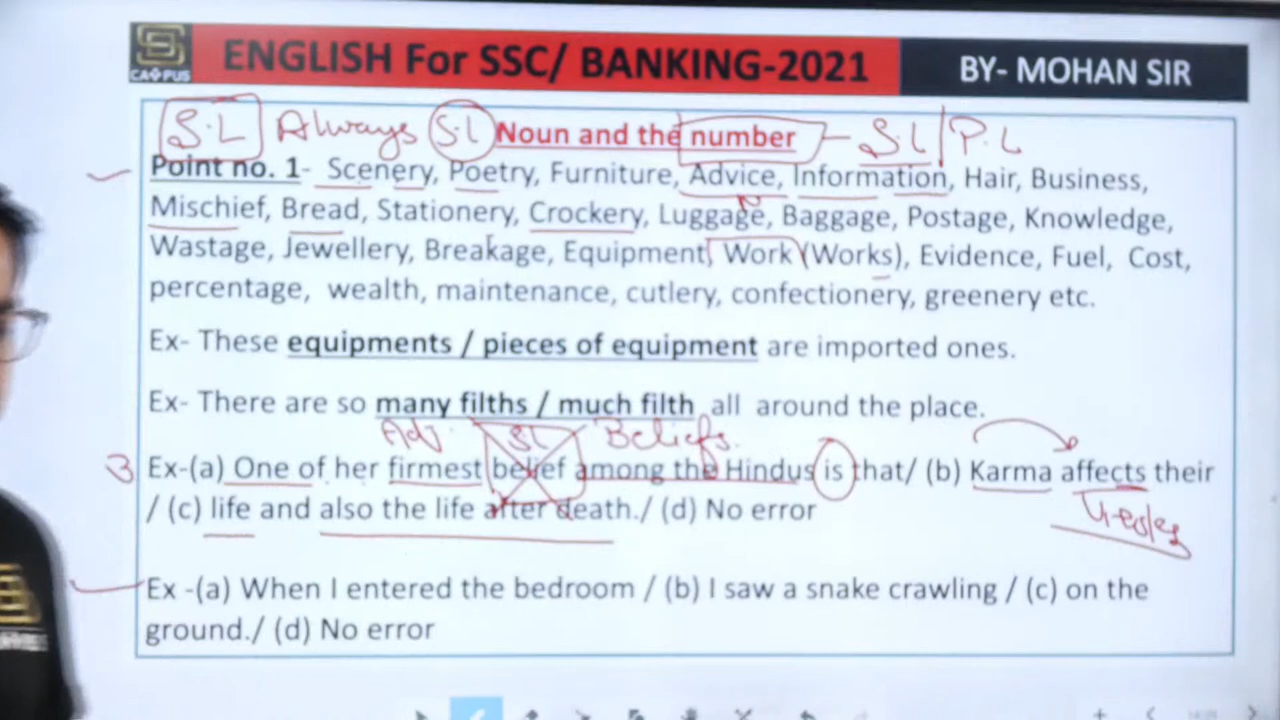 CAMPUS
ENGLISH For SSC/ BANKING-2021 BY- MOHAN SIR
S.L Always S.L Noun and the number - S.L/P.L
Point no. 1- Scenery, Poetry, Furniture, Advice, Information, Hair, Business,
Mischief, Bread, Stationery, Crockery, Luggage, Baggage, Postage, Knowledge,
Wastage, Jewellery, Breakage, Equipment, Work (Works), Evidence, Fuel, Cost,
percentage, wealth, maintenance, cutlery, confectionery, greenery etc.
Ex- These equipments / pieces of equipment are imported ones.
Ex- There are so many filths / much filth all around the place.
Adj. SL Beliefs.
3 Ex-(a) One of her firmest belief among the Hindus is that/ (b) Karma affects their
/ (c) life and also the life after death./ (d) No error
Ex -(a) When I entered the bedroom / (b) I saw a snake crawling / (c) on the
ground./ (d) No error